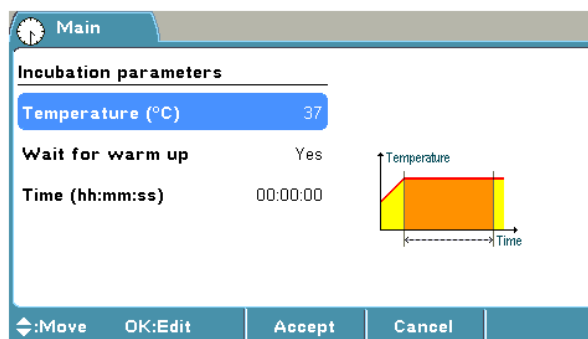 Main
Incubation parameters
Temperature (°C) 37
Wait for warm up Yes
Time (hh:mm:ss) 00:00:00
Temperature
Time
:Move OK:Edit Accept Cancel